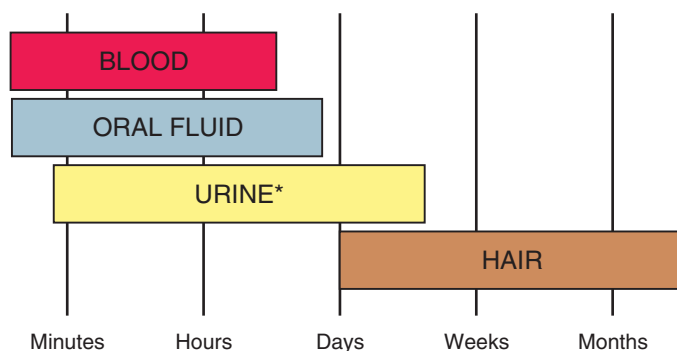 BLOOD
ORAL FLUID
URINE*
HAIR
Minutes Hours Days Weeks Months